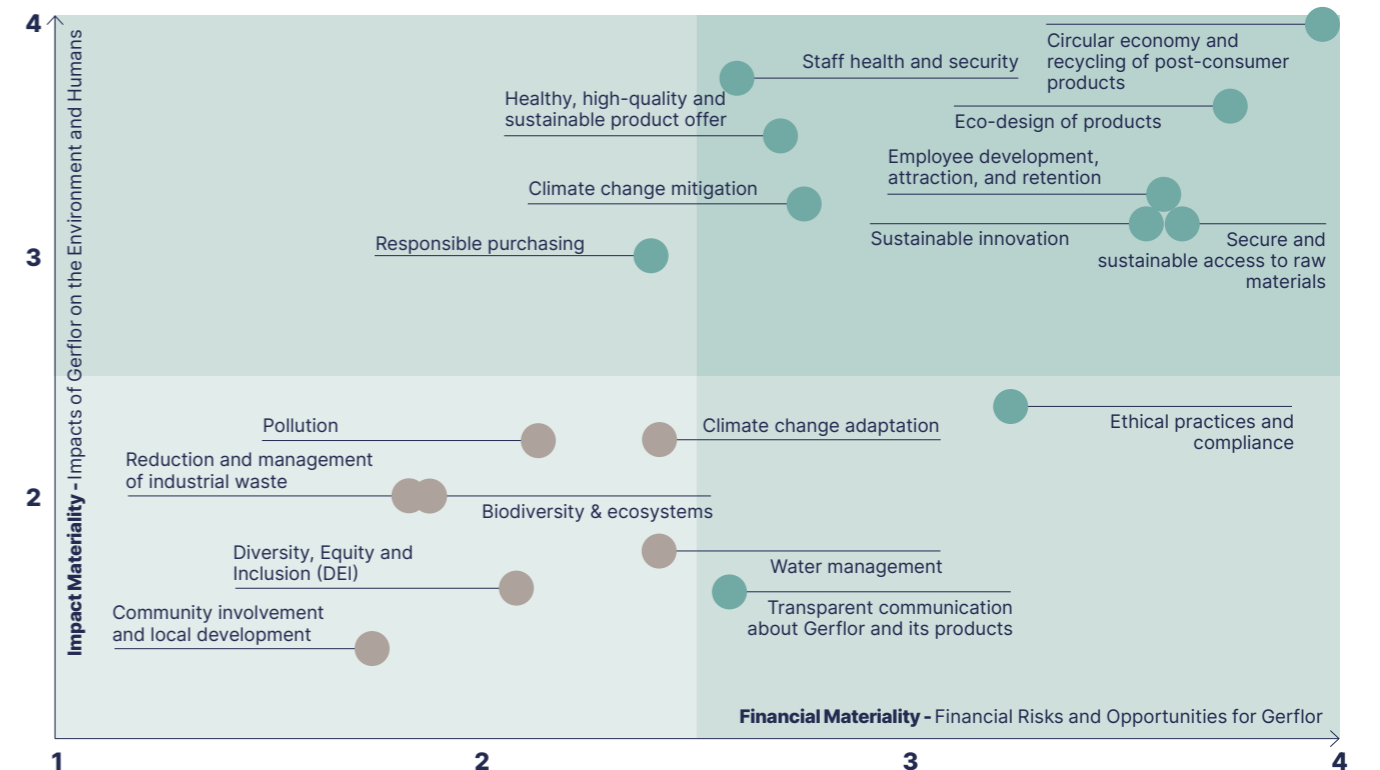 4
Impact Materiality - Impacts of Gerflor on the Environment and Humans
Circular economy and
recycling of post-consumer
products
Staff health and security
Healthy, high-quality and
sustainable product offer
Eco-design of products
Employee development,
attraction, and retention
Climate change mitigation
Sustainable innovation
Secure and
sustainable access to raw
materials
Responsible purchasing
3
Pollution
Climate change adaptation
Ethical practices and
compliance
Reduction and management
of industrial waste
2
Biodiversity & ecosystems
Diversity, Equity and
Inclusion (DEI)
Water management
Transparent communication
about Gerflor and its products
Community involvement
and local development
Financial Materiality - Financial Risks and Opportunities for Gerflor
1
2
3
4